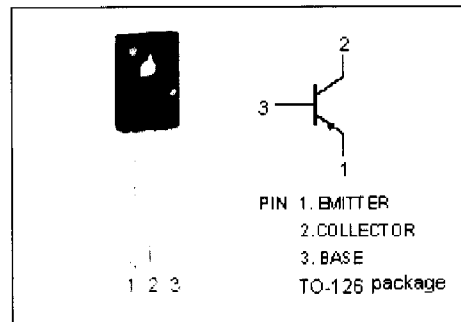 2
3
1
PIN 1. EMITTER
2.COLLECTOR
3. BASE
1 2 3
TO-126 package